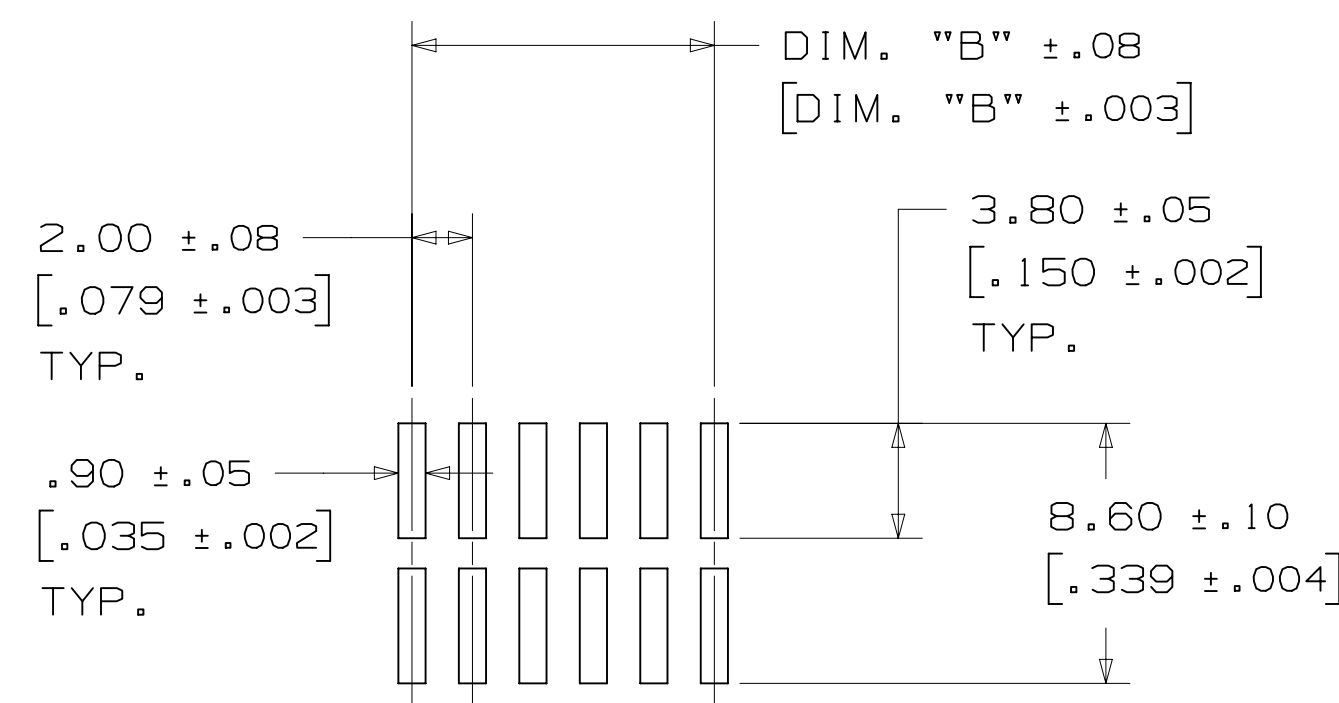 DIM. "B" ±.08
[DIM. "B" ±.003]
2.00 ±.08
[.079 ±.003]
TYP.
3.80 ±.05
[.150 ±.002]
TYP.
.90 ±.05
[.035 ±.002]
TYP.
8.60 ±.10
[.339 ±.004]